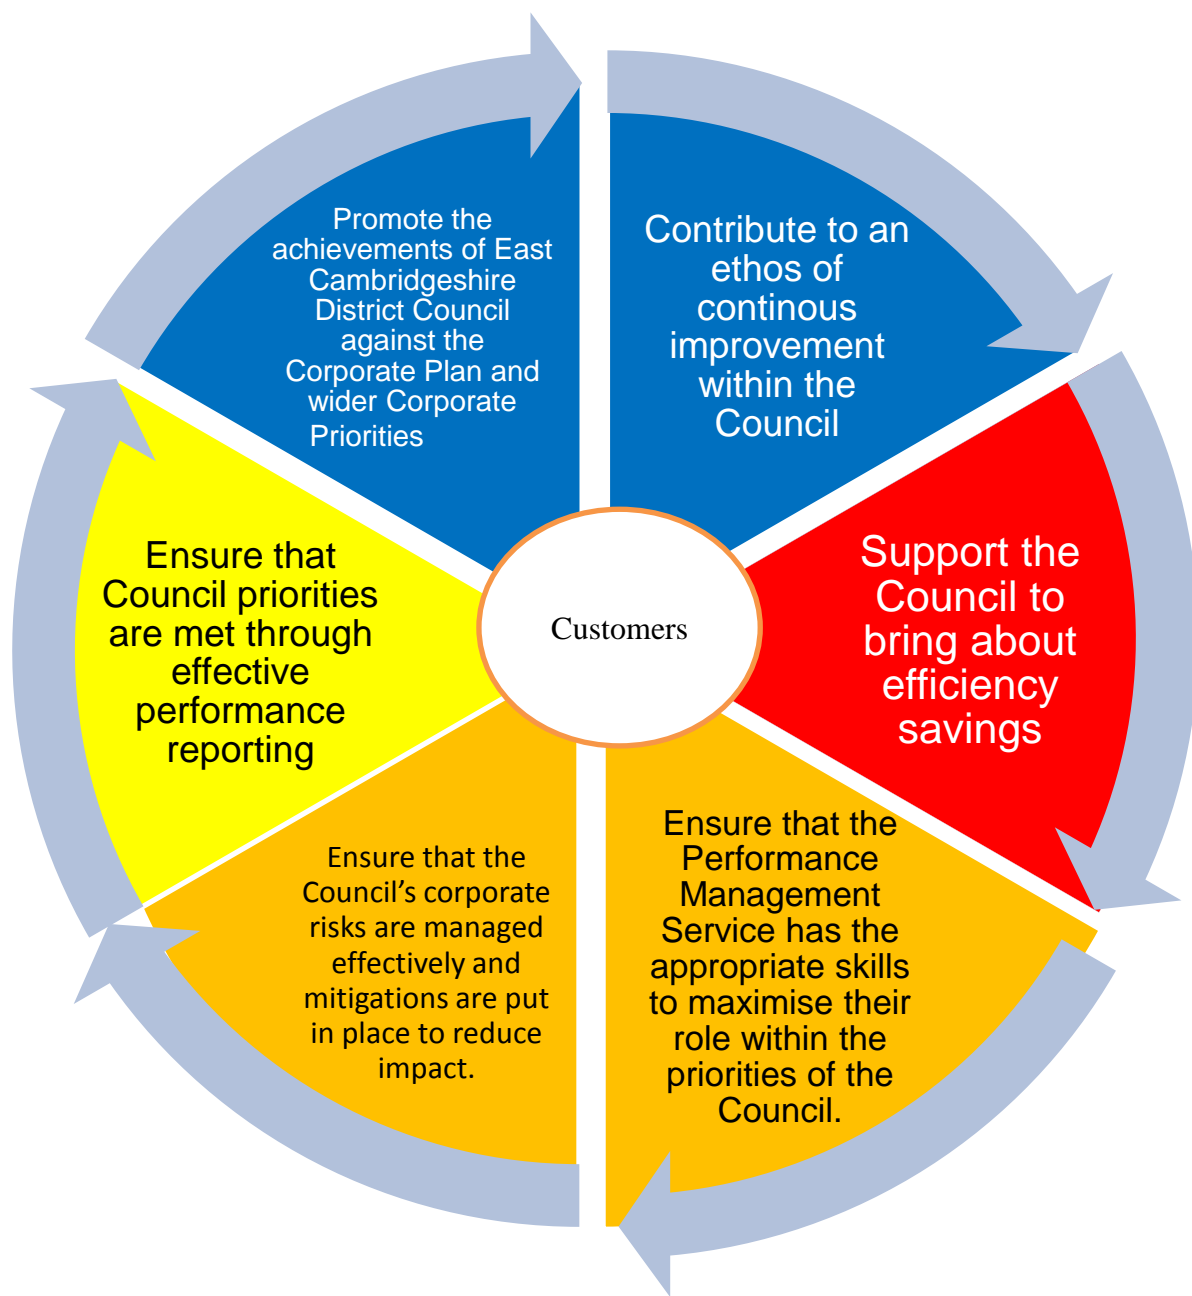 Promote the
achievements of East
Cambridgeshire
District Council
against the
Corporate Plan and
wider Corporate
Priorities
Contribute to an
ethos of
continous
improvement
within the
Council
Support the
Council to
bring about
efficiency
savings
Ensure that the
Performance
Management
Service has the
appropriate skills
to maximise their
role within the
priorities of the
Council.
Ensure that the
Council’s corporate
risks are managed
effectively and
mitigations are put
in place to reduce
impact.
Ensure that
Council priorities
are met through
effective
performance
reporting
Customers